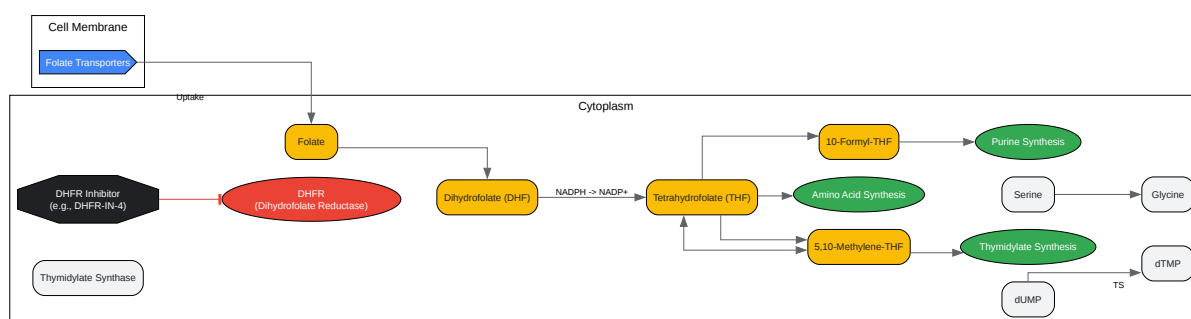 Cell Membrane
Folate Transporters
Uptake
Cytoplasm
Folate
10-Formyl-THF
Purine Synthesis
DHFR Inhibitor
(e.g., DHFR-IN-4)
DHFR
(Dihydrofolate Reductase)
Dihydrofolate (DHF)
NADPH -> NADP+
Tetrahydrofolate (THF)
Amino Acid Synthesis
Serine
Glycine
5,10-Methylene-THF
Thymidylate Synthesis
Thymidylate Synthase
dTMP
TS
dUMP